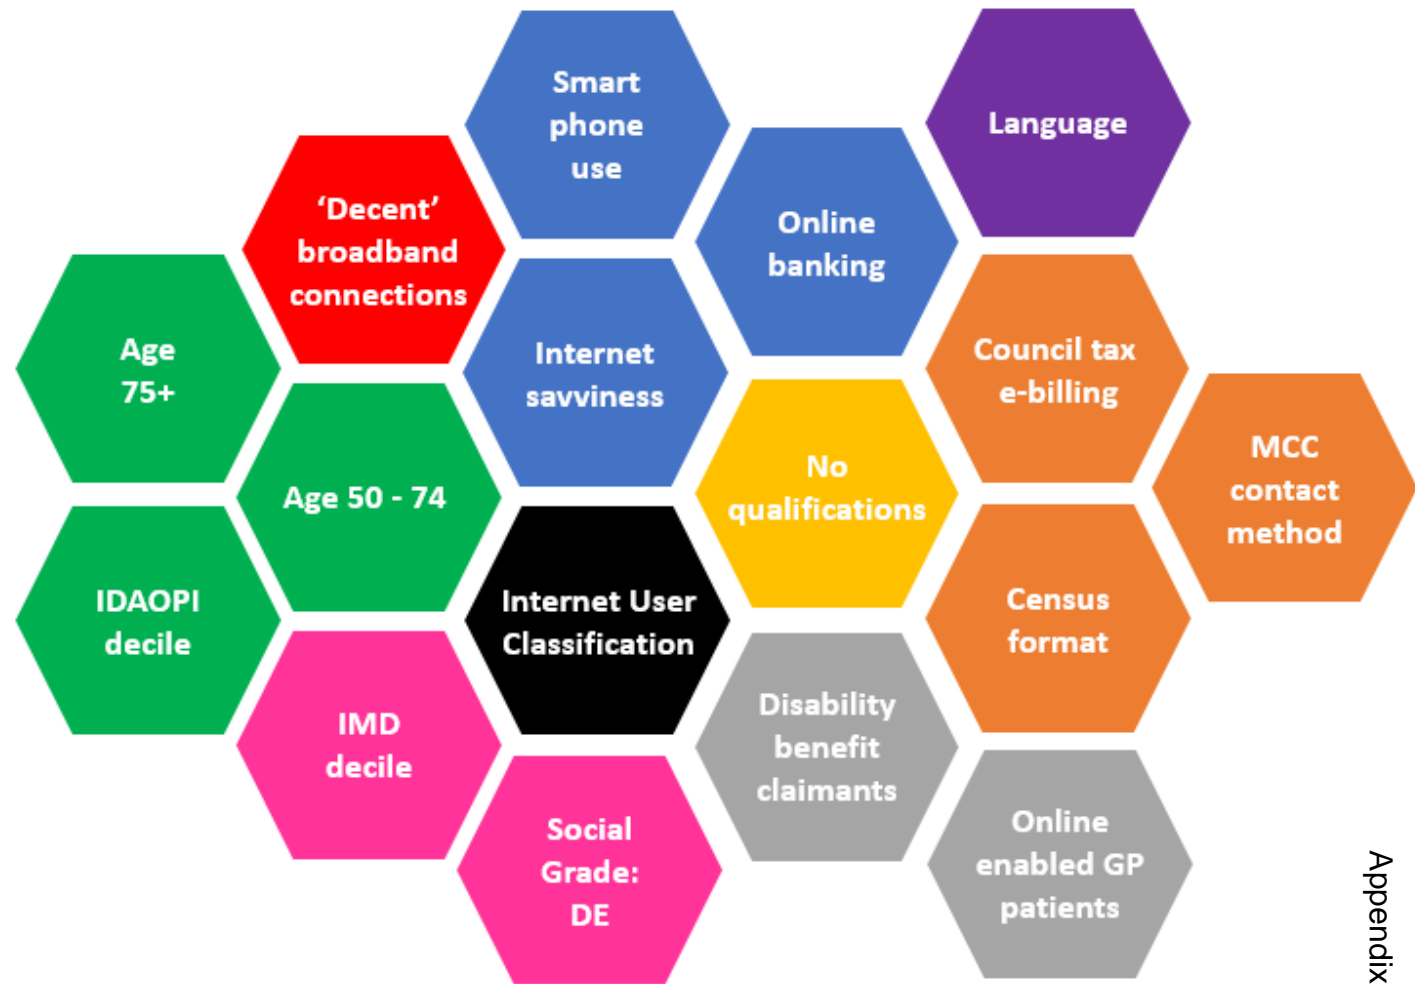 Smart
phone
use
Language
‘Decent’
broadband
connections
Online
banking
Age
75+
Internet
savviness
Council tax
e-billing
MCC
contact
method
Age 50 - 74
No
qualifications
IDAOPI
decile
Internet User
Classification
Census
format
IMD
decile
Disability
benefit
claimants
Social
Grade:
DE
Online
enabled GP
patients
Appendix